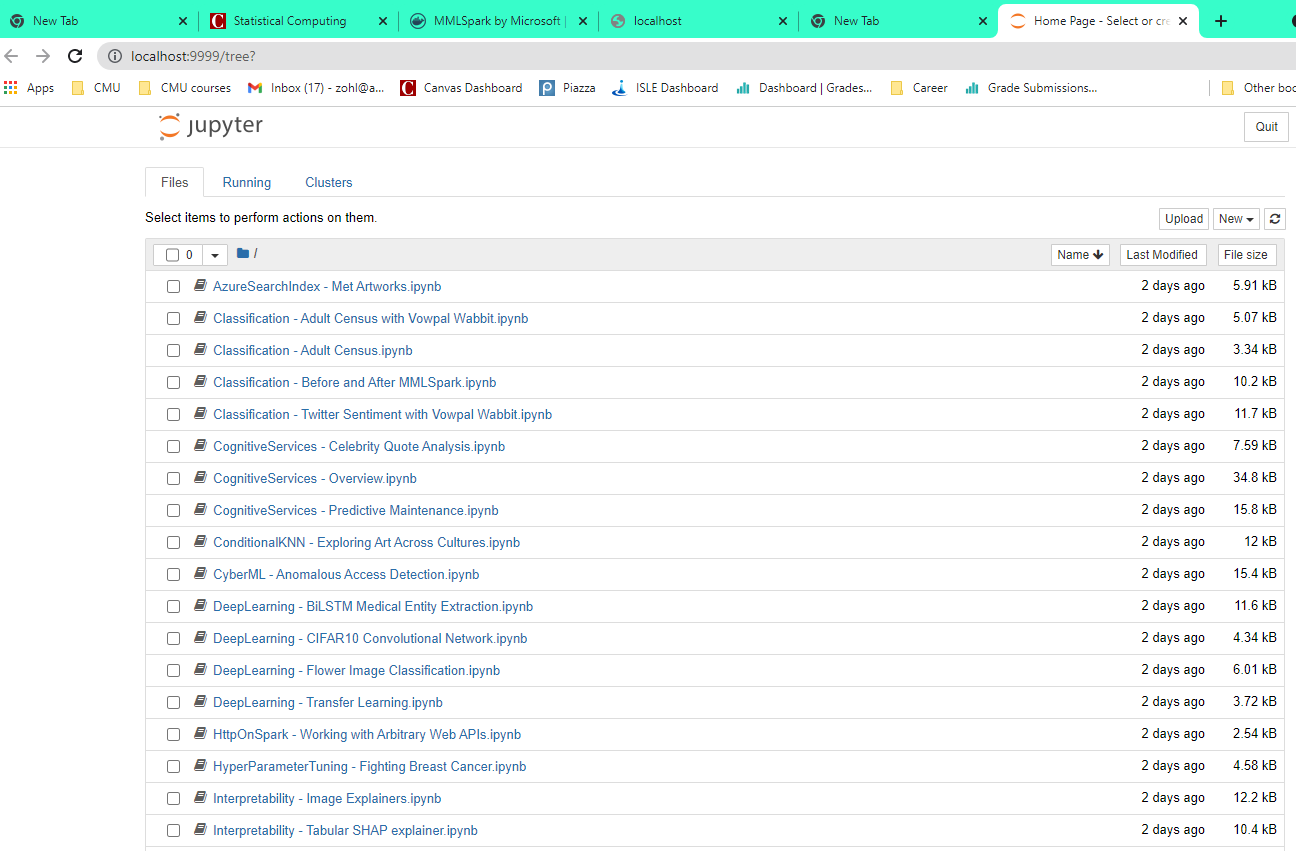 New Tab Statistical Computing MMLSpark by Microsoft | localhost New Tab Home Page - Select or cre
localhost:9999/tree?
Apps CMU CMU courses Inbox (17) - zohl@a... Canvas Dashboard Piazza ISLE Dashboard Dashboard | Grades... Career Grade Submissions... Other boo
jupyter Quit
Files Running Clusters
Select items to perform actions on them. Upload New
0 / Name Last Modified File size
AzureSearchIndex - Met Artworks.ipynb 2 days ago 5.91 kB
Classification - Adult Census with Vowpal Wabbit.ipynb 2 days ago 5.07 kB
Classification - Adult Census.ipynb 2 days ago 3.34 kB
Classification - Before and After MMLSpark.ipynb 2 days ago 10.2 kB
Classification - Twitter Sentiment with Vowpal Wabbit.ipynb 2 days ago 11.7 kB
CognitiveServices - Celebrity Quote Analysis.ipynb 2 days ago 7.59 kB
CognitiveServices - Overview.ipynb 2 days ago 34.8 kB
CognitiveServices - Predictive Maintenance.ipynb 2 days ago 15.8 kB
ConditionalKNN - Exploring Art Across Cultures.ipynb 2 days ago 12 kB
CyberML - Anomalous Access Detection.ipynb 2 days ago 15.4 kB
DeepLearning - BiLSTM Medical Entity Extraction.ipynb 2 days ago 11.6 kB
DeepLearning - CIFAR10 Convolutional Network.ipynb 2 days ago 4.34 kB
DeepLearning - Flower Image Classification.ipynb 2 days ago 6.01 kB
DeepLearning - Transfer Learning.ipynb 2 days ago 3.72 kB
HttpOnSpark - Working with Arbitrary Web APIs.ipynb 2 days ago 2.54 kB
HyperParameterTuning - Fighting Breast Cancer.ipynb 2 days ago 4.58 kB
Interpretability - Image Explainers.ipynb 2 days ago 12.2 kB
Interpretability - Tabular SHAP explainer.ipynb 2 days ago 10.4 kB